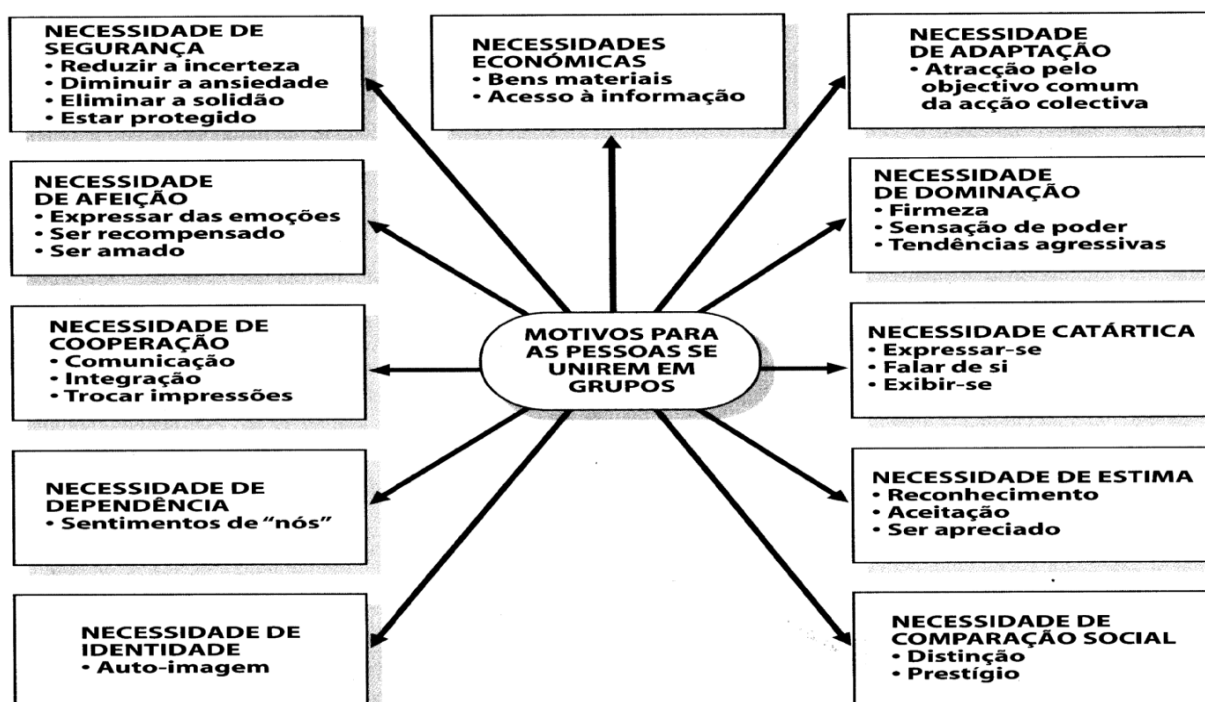 NECESSIDADE DE
SEGURANÇA
• Reduzir a incerteza
• Diminuir a ansiedade
• Eliminar a solidão
• Estar protegido
NECESSIDADES
ECONÓMICAS
• Bens materiais
• Acesso à informação
NECESSIDADE
DE ADAPTAÇÃO
• Atracção pelo
objectivo comum
da acção colectiva
NECESSIDADE
DE AFEIÇÃO
• Expressar das emoções
• Ser recompensado
• Ser amado
NECESSIDADE
DE DOMINAÇÃO
• Firmeza
• Sensação de poder
• Tendências agressivas
NECESSIDADE DE
COOPERAÇÃO
• Comunicação
• Integração
• Trocar impressões
MOTIVOS PARA
AS PESSOAS SE
UNIREM EM
GRUPOS
NECESSIDADE CATÁRTICA
• Expressar-se
• Falar de si
• Exibir-se
NECESSIDADE DE
DEPENDÊNCIA
• Sentimentos de “nós”
NECESSIDADE DE ESTIMA
• Reconhecimento
• Aceitação
• Ser apreciado
NECESSIDADE DE
IDENTIDADE
• Auto-imagem
NECESSIDADE DE
COMPARAÇÃO SOCIAL
• Distinção
• Prestígio